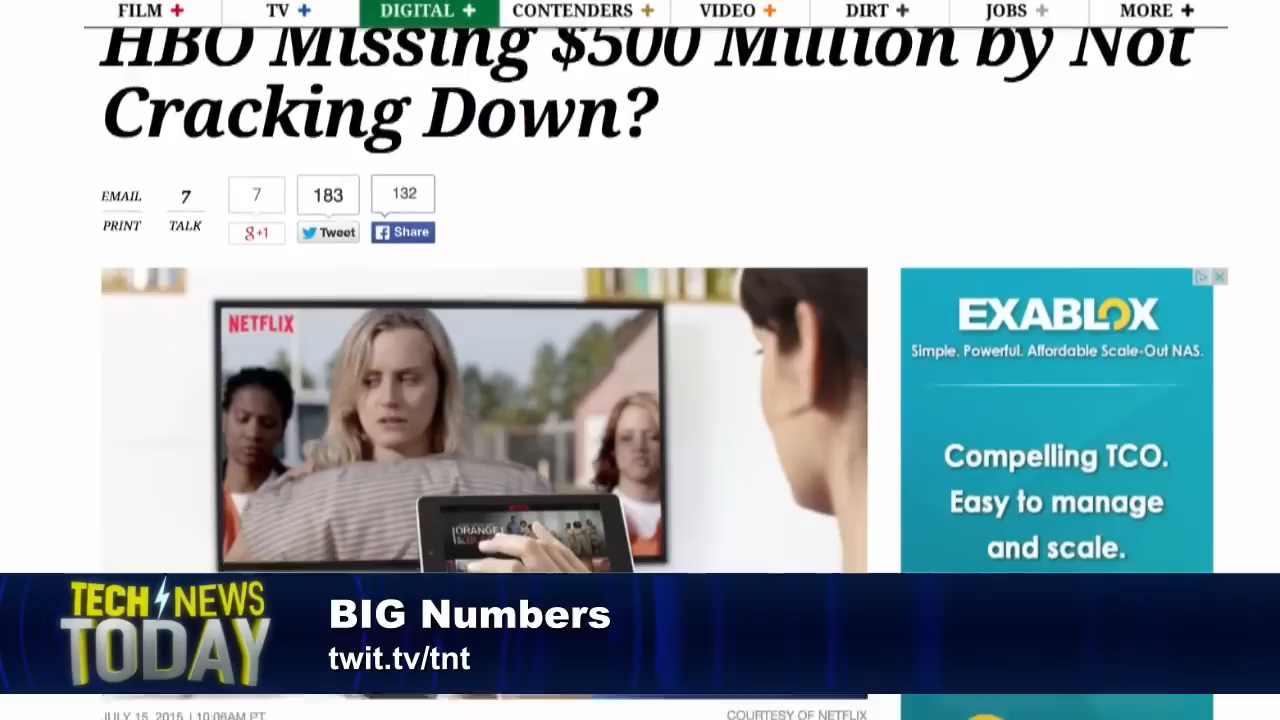 FILM + TV + DIGITAL + CONTENDERS + VIDEO + DIRT + JOBS + MORE +
HBO Missing $500 Million by Not
Cracking Down?
EMAIL 7 7 183 132
PRINT TALK g+1 Tweet Share
NETFLIX
ORANGE
EXABLOX
Simple. Powerful. Affordable Scale-Out NAS.
Compelling TCO.
Easy to manage
and scale.
TECH NEWS
TODAY
BIG Numbers
twit.tv/tnt
JULY 15, 2015 | 10:06AM PT
COURTESY OF NETFLIX